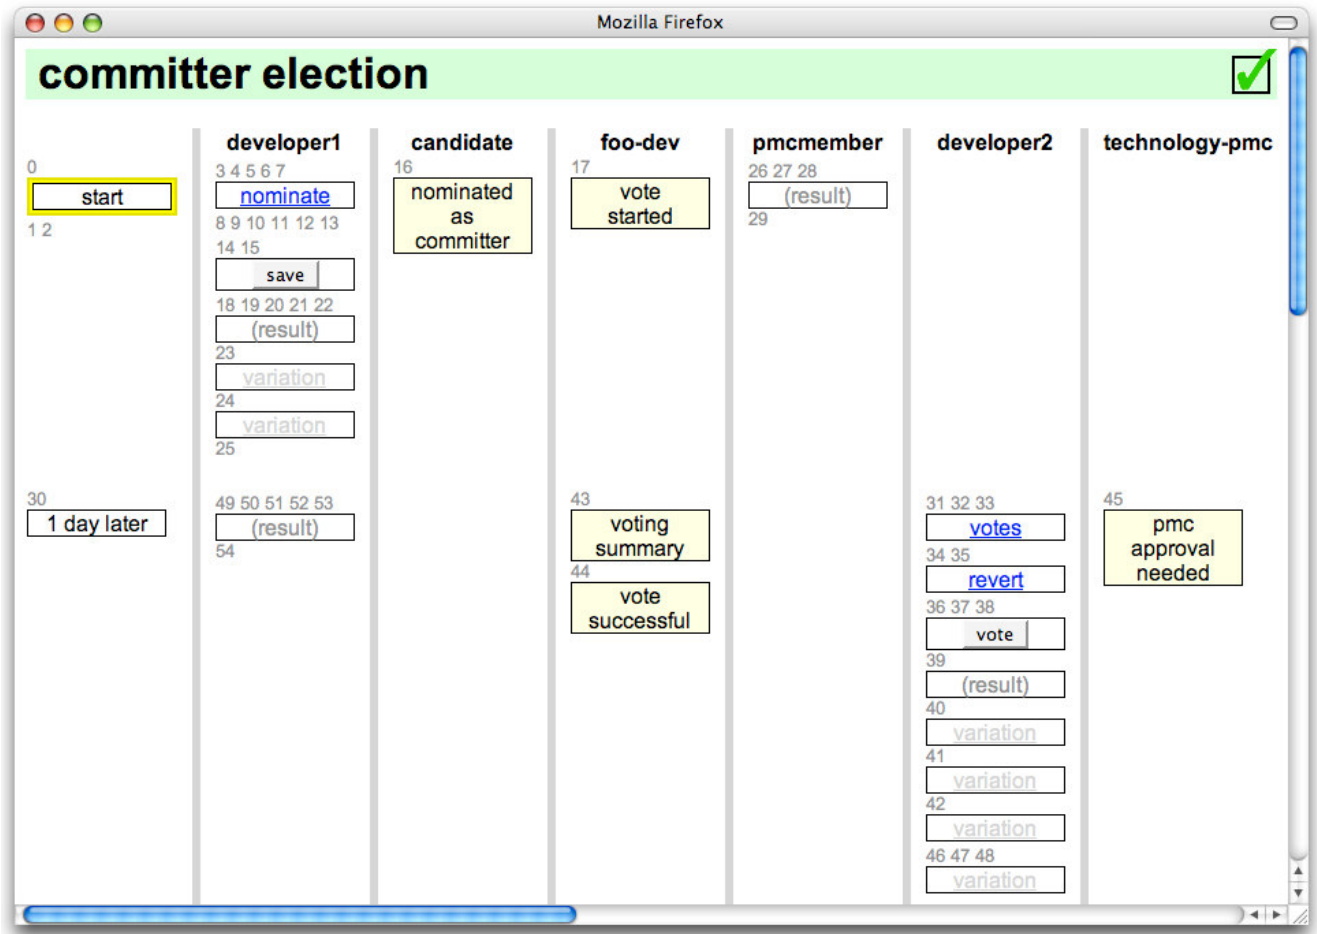 Mozilla Firefox
committer election
developer1
candidate
foo-dev
pmcmember
developer2
technology-pmc
0
start
1 2
3 4 5 6 7
nominate
8 9 10 11 12 13
14 15
save
18 19 20 21 22
(result)
23
variation
24
variation
25
16
nominated
as
committer
17
vote
started
26 27 28
(result)
29
30
1 day later
49 50 51 52 53
(result)
54
43
voting
summary
44
vote
successful
31 32 33
votes
34 35
revert
36 37 38
vote
39
(result)
40
variation
41
variation
42
variation
46 47 48
variation
45
pmc
approval
needed